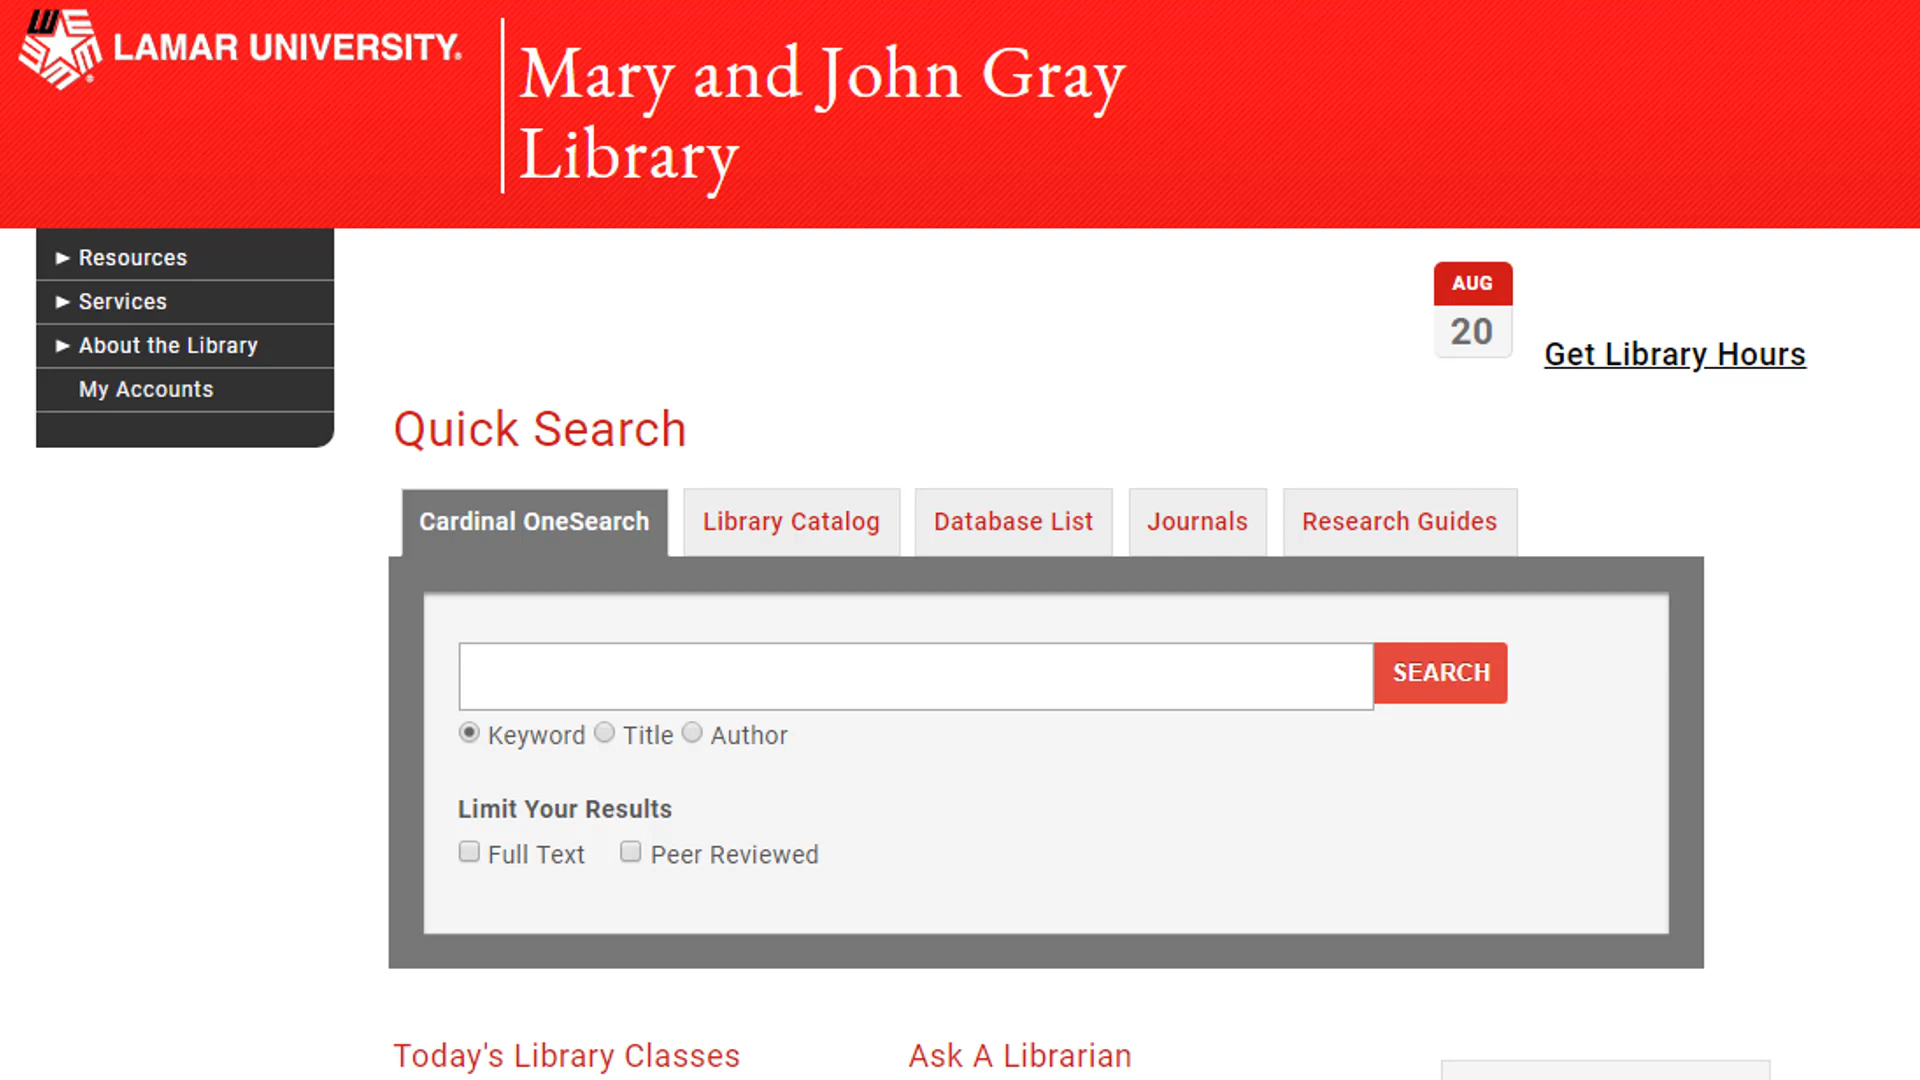 LAMAR UNIVERSITY.
Mary and John Gray
Library
Resources
Services
About the Library
My Accounts
AUG
20
Get Library Hours
Quick Search
Cardinal OneSearch
Library Catalog
Database List
Journals
Research Guides
SEARCH
Keyword Title Author
Limit Your Results
Full Text Peer Reviewed
Today's Library Classes
Ask A Librarian